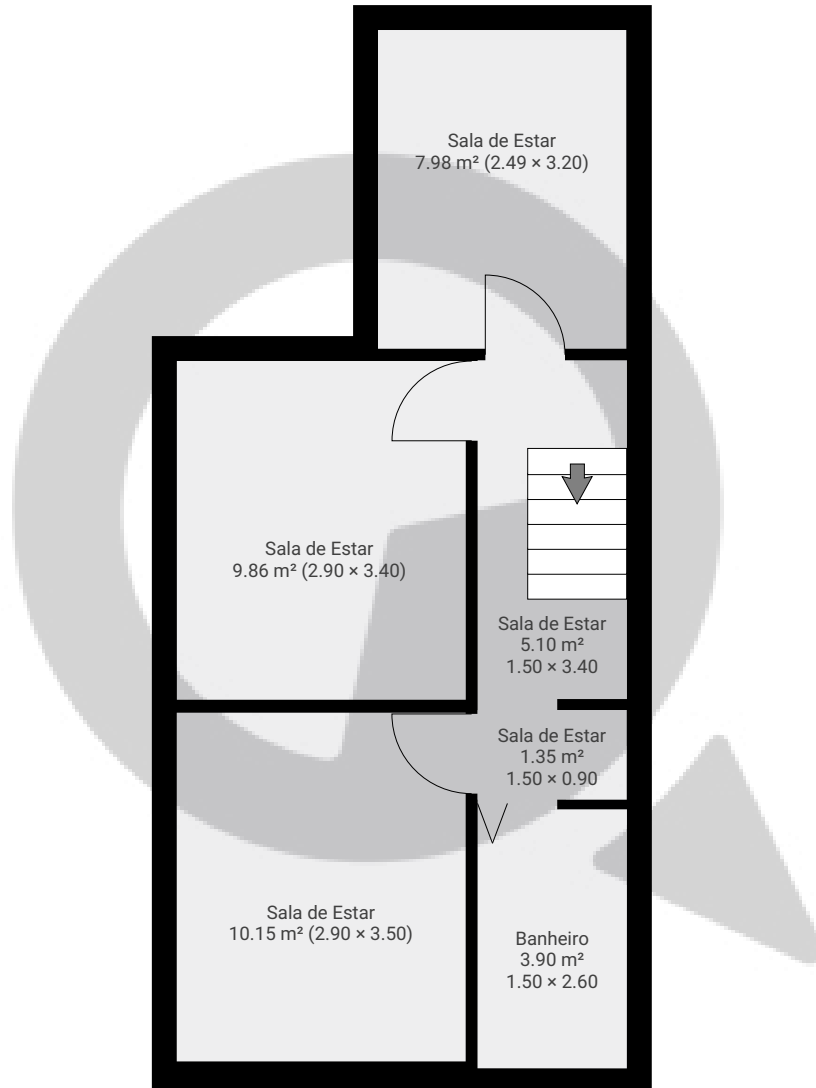 Sala de Estar
7.98 m² (2.49 × 3.20)
Sala de Estar
9.86 m² (2.90 × 3.40)
Sala de Estar
5.10 m²
1.50 × 3.40
Sala de Estar
1.35 m²
1.50 × 0.90
Sala de Estar
10.15 m² (2.90 × 3.50)
Banheiro
3.90 m²
1.50 × 2.60